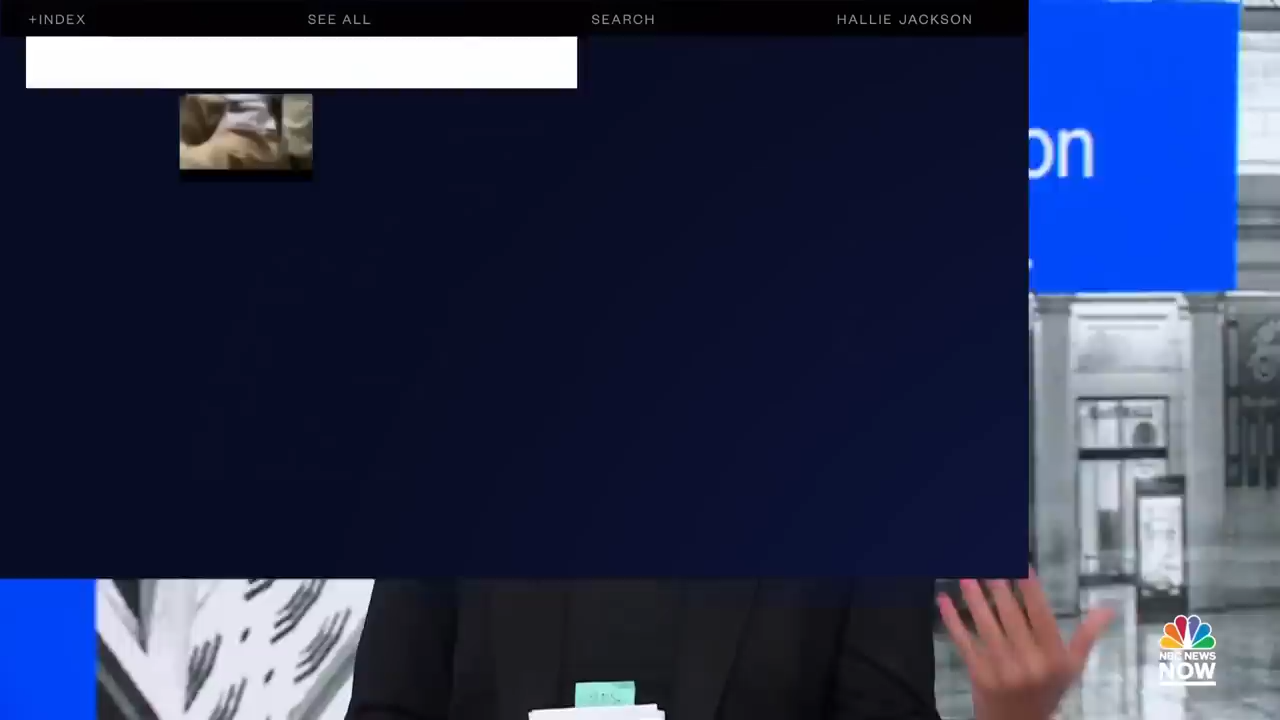 +INDEX
SEE ALL
SEARCH
HALLIE JACKSON
on
NBC NEWS
NOW